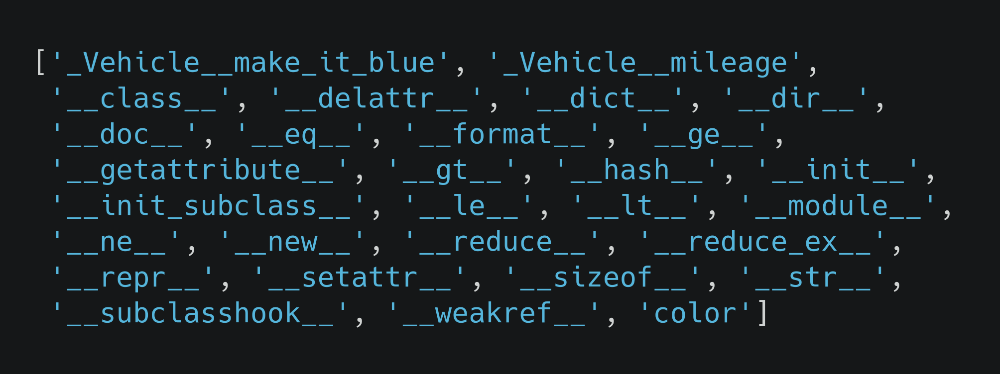 ['_Vehicle__make_it_blue', '_Vehicle__mileage',
'__class__', '__delattr__', '__dict__', '__dir__',
'__doc__', '__eq__', '__format__', '__ge__',
'__getattribute__', '__gt__', '__hash__', '__init__',
'__init_subclass__', '__le__', '__lt__', '__module__',
'__ne__', '__new__', '__reduce__', '__reduce_ex__',
'__repr__', '__setattr__', '__sizeof__', '__str__',
'__subclasshook__', '__weakref__', 'color']